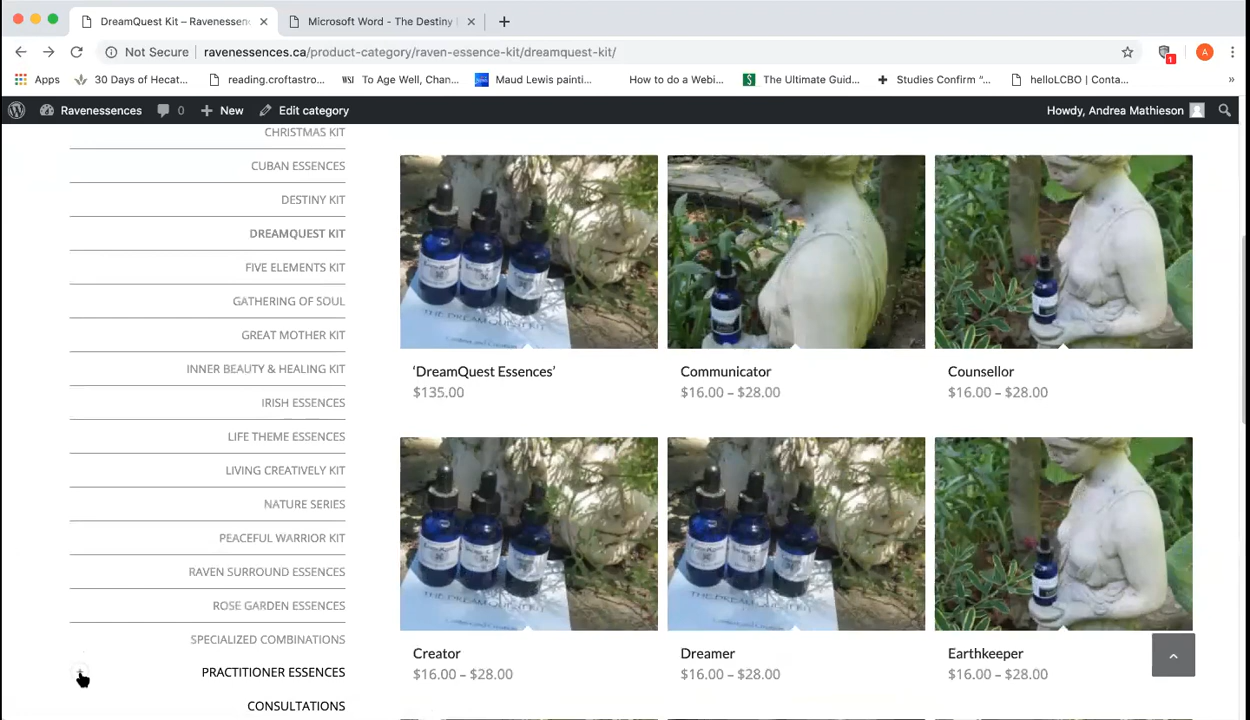 DreamQuest Kit – Ravenessenc
Microsoft Word - The Destiny
Not Secure
ravenessences.ca/product-category/raven-essence-kit/dreamquest-kit/
A
1
Apps
30 Days of Hecat...
reading.croftastro...
WSJ
To Age Well, Chan...
Maud Lewis painti...
How to do a Webi...
S
The Ultimate Guid...
Studies Confirm “...
helloLCBO | Conta...
»
Ravenessences
0
New
Edit category
Howdy, Andrea Mathieson
CHRISTMAS KIT
CUBAN ESSENCES
DESTINY KIT
DREAMQUEST KIT
FIVE ELEMENTS KIT
GATHERING OF SOUL
GREAT MOTHER KIT
INNER BEAUTY & HEALING KIT
IRISH ESSENCES
LIFE THEME ESSENCES
LIVING CREATIVELY KIT
NATURE SERIES
PEACEFUL WARRIOR KIT
RAVEN SURROUND ESSENCES
ROSE GARDEN ESSENCES
SPECIALIZED COMBINATIONS
PRACTITIONER ESSENCES
CONSULTATIONS
‘DreamQuest Essences’
$135.00
Communicator
$16.00 – $28.00
Counsellor
$16.00 – $28.00
Creator
$16.00 – $28.00
Dreamer
$16.00 – $28.00
Earthkeeper
$16.00 – $28.00